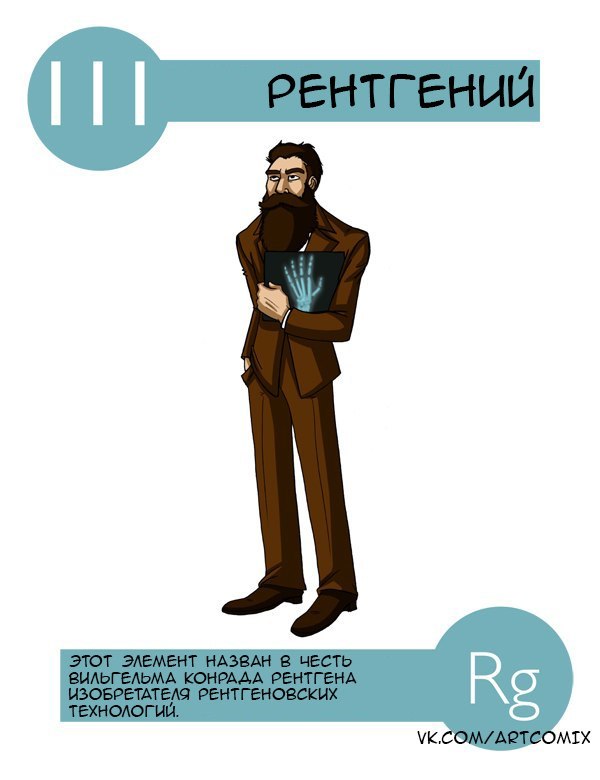 111
РЕНТГЕНИЙ
ЭТОТ ЭЛЕМЕНТ НАЗВАН В ЧЕСТЬ
ВИЛЬГЕЛЬМА КОНРАДА РЕНТГЕНА
ИЗОБРЕТАТЕЛЯ РЕНТГЕНОВСКИХ
ТЕХНОЛОГИЙ.
Rg
VK.COM/ARTCOMIX